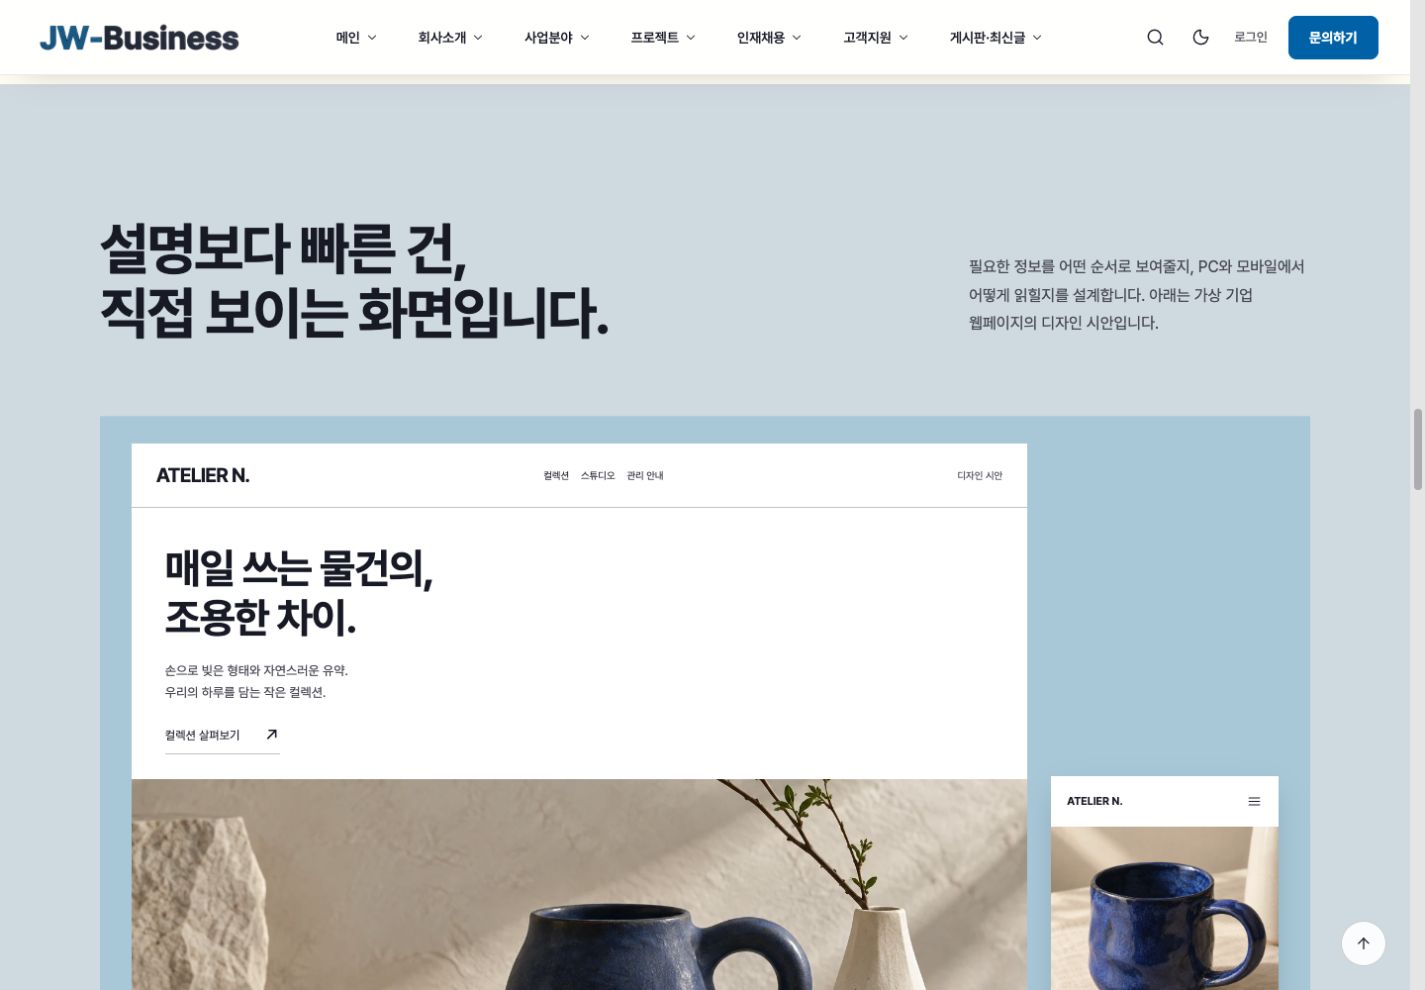 JW-Business
메인
회사소개
사업분야
프로젝트
인재채용
고객지원
게시판·최신글
로그인
문의하기
설명보다 빠른 건,
직접 보이는 화면입니다.
필요한 정보를 어떤 순서로 보여줄지, PC와 모바일에서
어떻게 읽힐지를 설계합니다. 아래는 가상 기업
웹페이지의 디자인 시안입니다.
ATELIER N.
컬렉션
스튜디오
관리 안내
디자인 시안
매일 쓰는 물건의,
조용한 차이.
손으로 빚은 형태와 자연스러운 유약.
우리의 하루를 담는 작은 컬렉션.
컬렉션 살펴보기
ATELIER N.